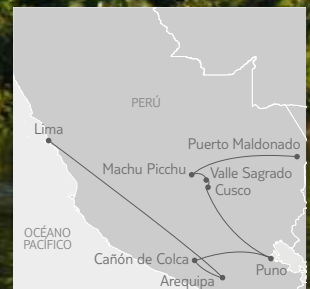 PERÚ
Lima
Puerto Maldonado
Machu Picchu
Valle Sagrado
Cusco
OCÉANO
PACÍFICO
Cañón de Colca
Puno
Arequipa